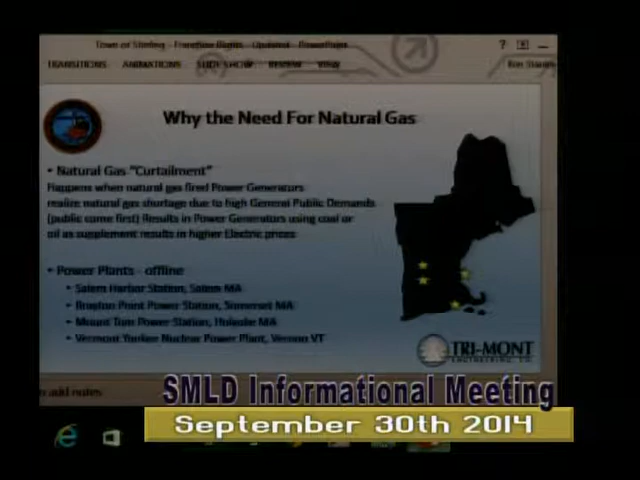 Town of Sterling - Franchise Rights - Updated - PowerPoint
TRANSITIONS ANIMATIONS SLIDE SHOW REVIEW VIEW
Why the Need For Natural Gas
• Natural Gas "Curtailment"
Happens when natural gas fired Power Generators
realize natural gas shortage due to high General Public Demands
(public come first) Results in Power Generators using coal or
oil as supplement results in higher Electric prices
• Power Plants - offline
• Salem Harbor Station, Salem MA
• Brayton Point Power Station, Somerset MA
• Mount Tom Power Station, Holyoke MA
• Vermont Yankee Nuclear Power Plant, Vernon VT
TRI-MONT
ENGINEERING CO.
add notes
SMLD Informational Meeting
September 30th 2014